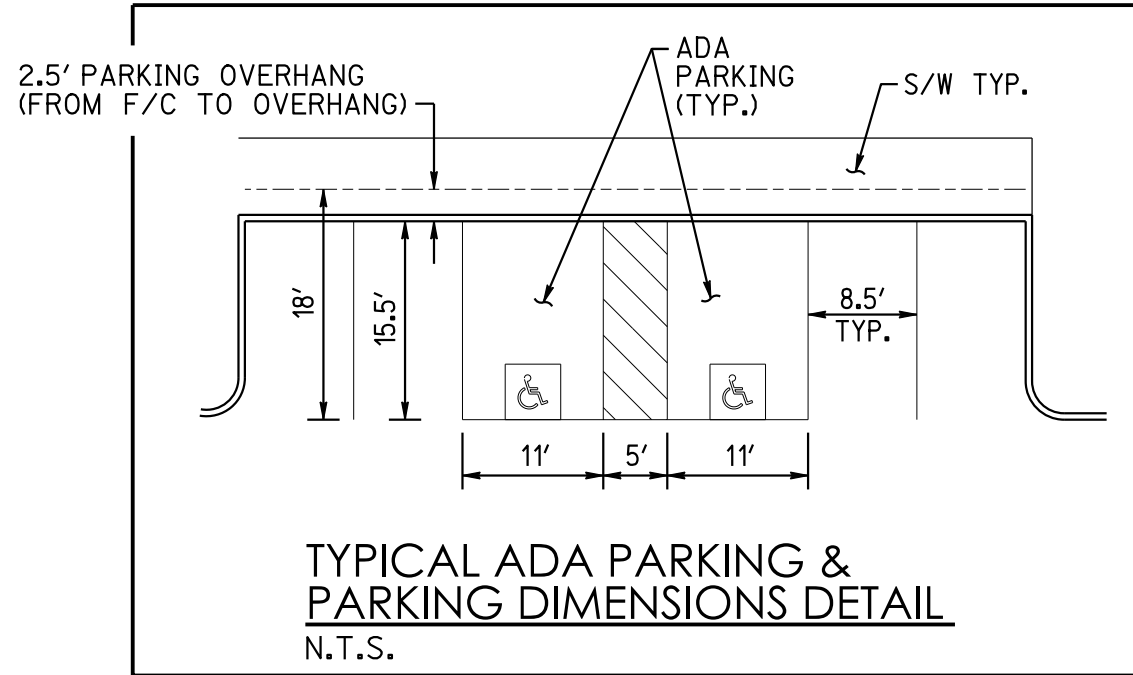 2.5' PARKING OVERHANG
(FROM F/C TO OVERHANG)
ADA
PARKING
(TYP.)
S/W TYP.
18'
15.5'
8.5'
TYP.
11'
5'
11'
TYPICAL ADA PARKING &
PARKING DIMENSIONS DETAIL
N.T.S.